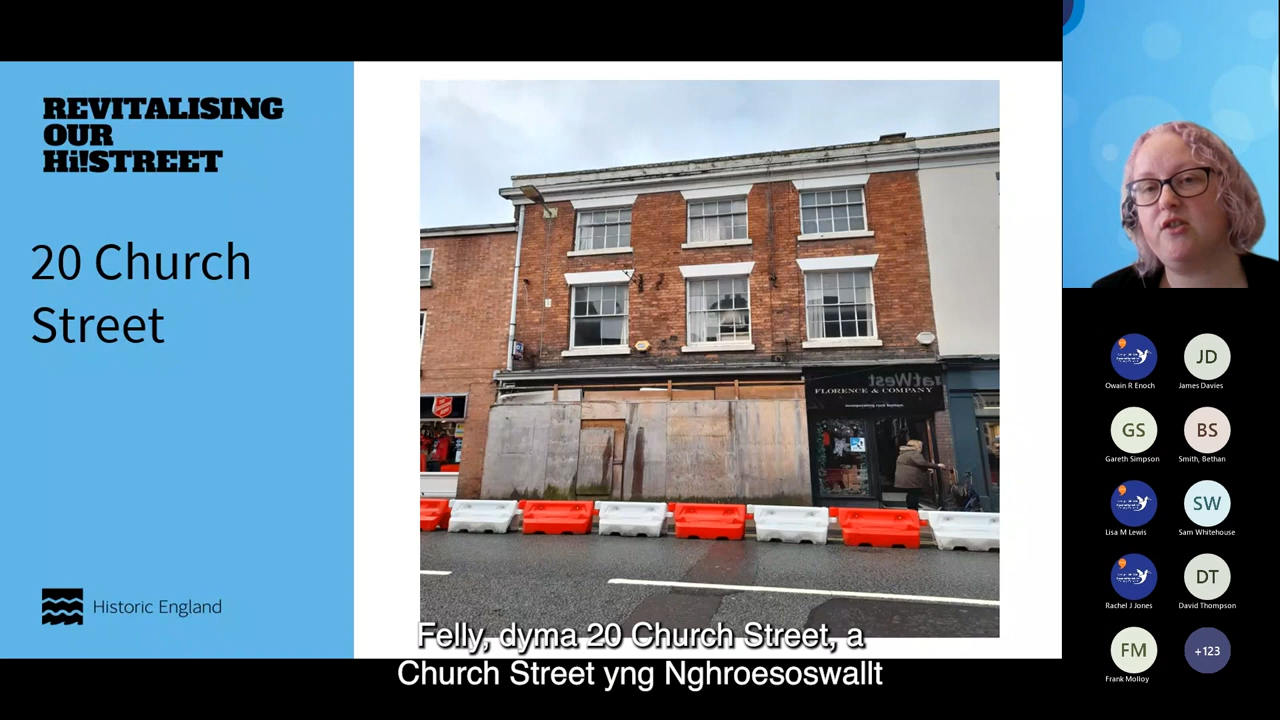 REVITALISING
OUR
Hi!STREET
20 Church
Street
Historic England
NatWest
FLORENCE & COMPANY
Felly, dyma 20 Church Street, a
Church Street yng Nghroesoswallt
Owain R Enoch
JD
James Davies
GS
Gareth Simpson
BS
Smith, Bethan
Lisa M Lewis
SW
Sam Whitehouse
Rachel J Jones
DT
David Thompson
FM
Frank Molloy
+123